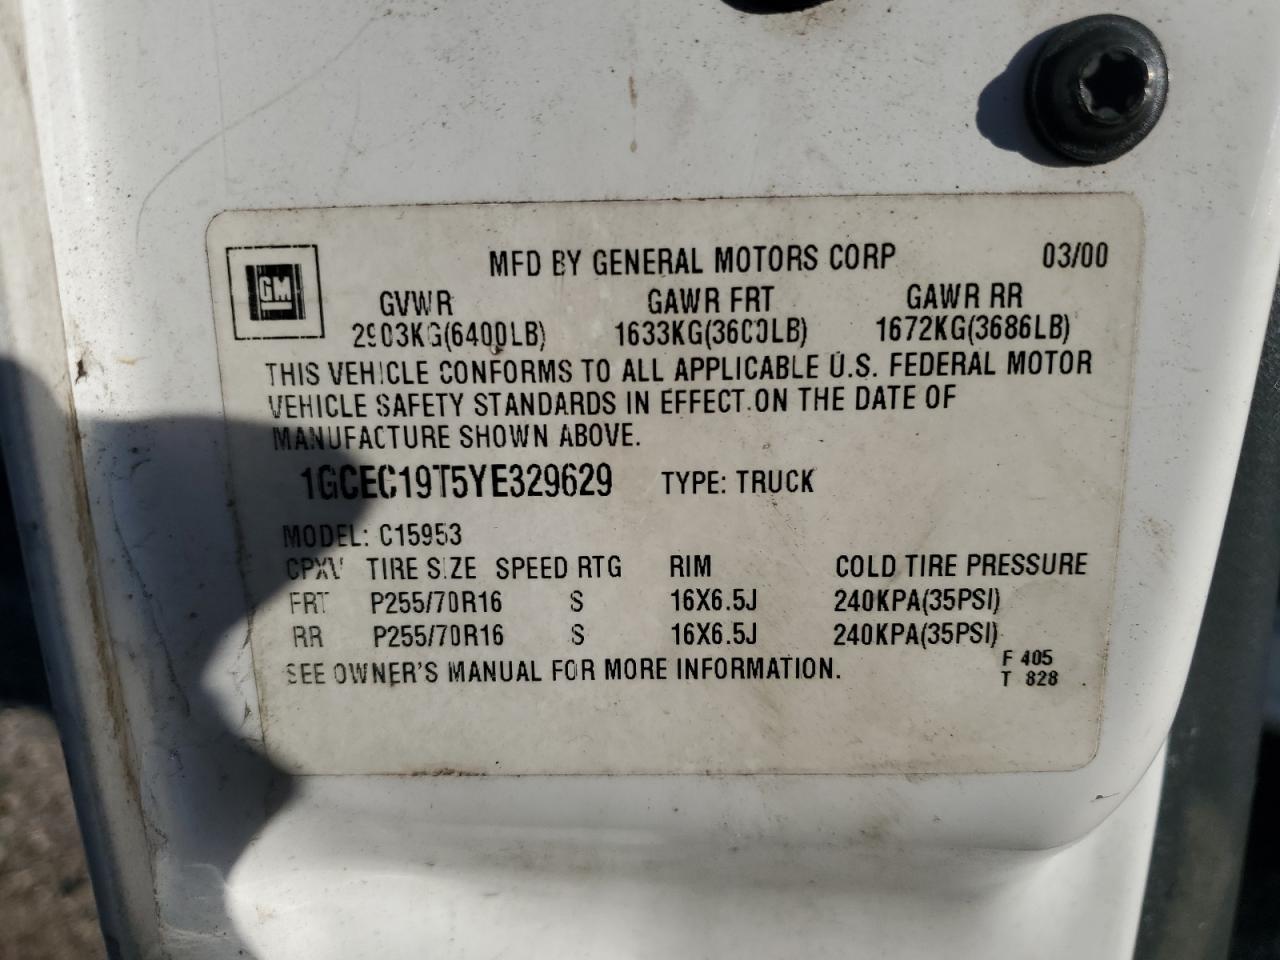 MFD BY GENERAL MOTORS CORP 03/00
GM
GVWR GAWR FRT GAWR RR
2903KG(6400LB) 1633KG(3600LB) 1672KG(3686LB)
THIS VEHICLE CONFORMS TO ALL APPLICABLE U.S. FEDERAL MOTOR
VEHICLE SAFETY STANDARDS IN EFFECT ON THE DATE OF
MANUFACTURE SHOWN ABOVE.
1GCEC19T5YE329629 TYPE: TRUCK
MODEL: C15953
TIRE SIZE SPEED RTG RIM COLD TIRE PRESSURE
FRT P255/70R16 S 16X6.5J 240KPA(35PSI)
RR P255/70R16 S 16X6.5J 240KPA(35PSI)
SEE OWNER'S MANUAL FOR MORE INFORMATION.
F 405
T 828